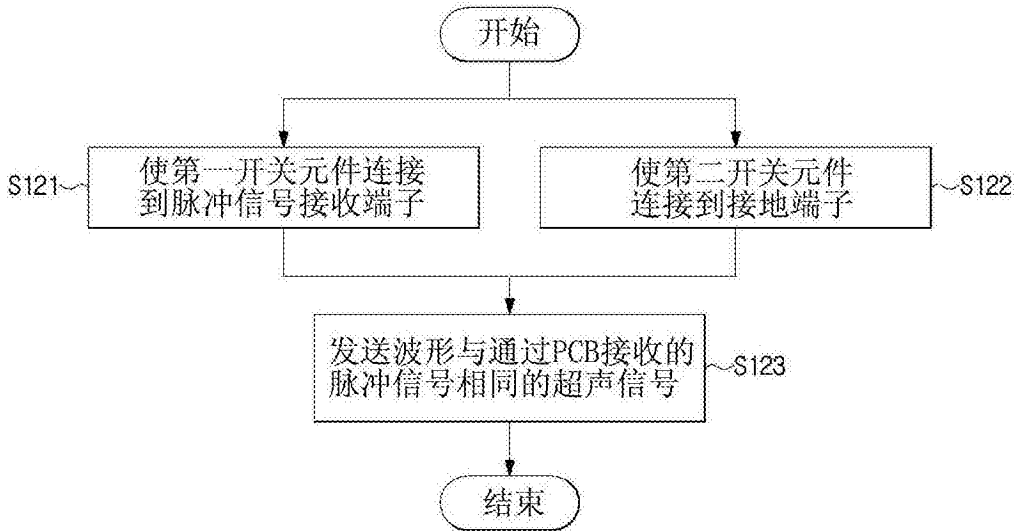 开始
S121
使第一开关元件连接
到脉冲信号接收端子
使第二开关元件
连接到接地端子
S122
发送波形与通过PCB接收的
脉冲信号相同的超声信号
S123
结束